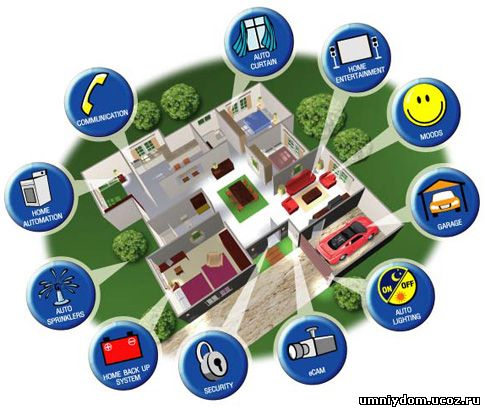 AUTO
CURTAIN
HOME
ENTERTAINMENT
COMMUNICATION
MOODS
HOME
AUTOMATION
GARAGE
AUTO
SPRINKLERS
ON OFF
AUTO
LIGHTING
HOME BACK UP
SYSTEM
SECURITY
eCAM
umniydom.ucoz.ru